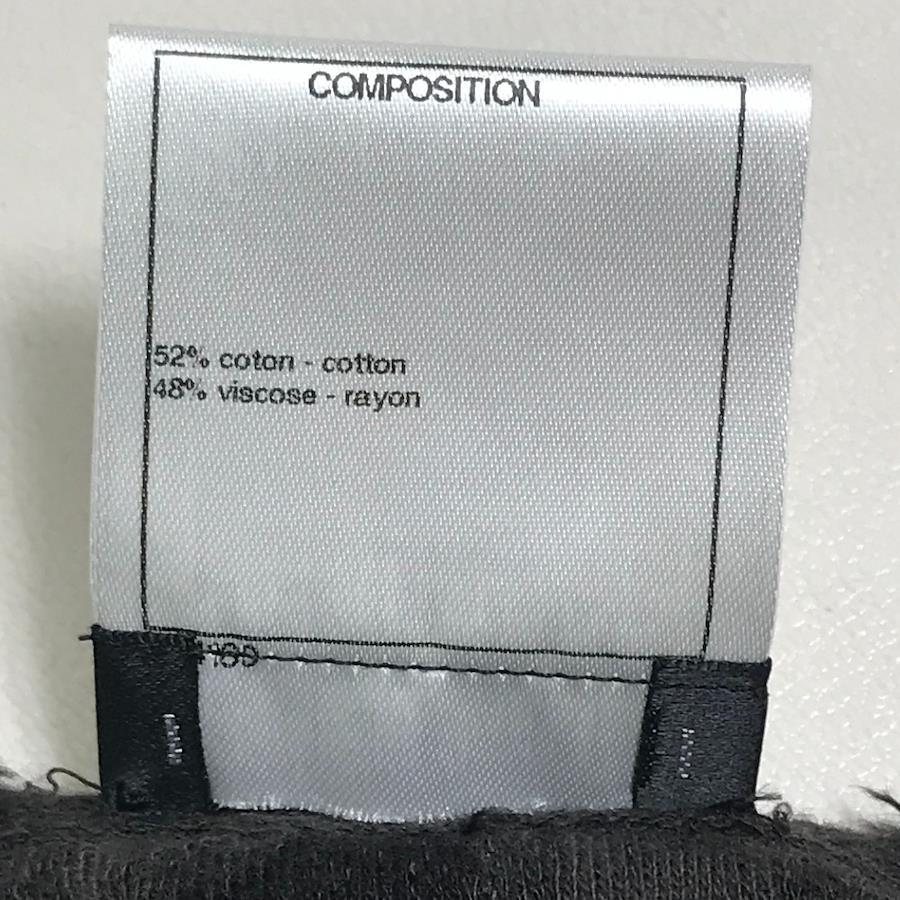 COMPOSITION
52% coton - cotton
48% viscose - rayon